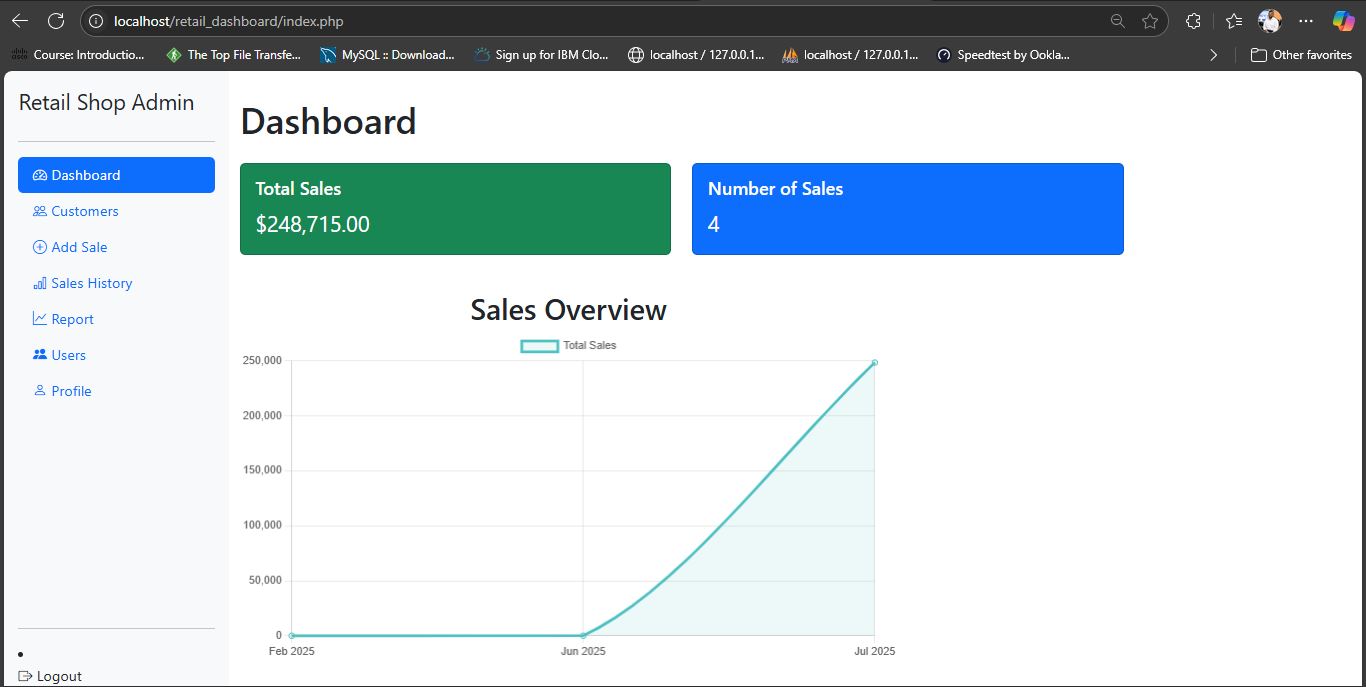 localhost/retail_dashboard/index.php
Course: Introductio... The Top File Transfe... MySQL :: Download... Sign up for IBM Clo... localhost / 127.0.0.1... localhost / 127.0.0.1... Speedtest by Ookla... Other favorites
Retail Shop Admin
Dashboard
Customers
Add Sale
Sales History
Report
Users
Profile
Logout
Dashboard
Total Sales
$248,715.00
Number of Sales
4
Sales Overview
Total Sales
250,000
200,000
150,000
100,000
50,000
0
Feb 2025 Jun 2025 Jul 2025